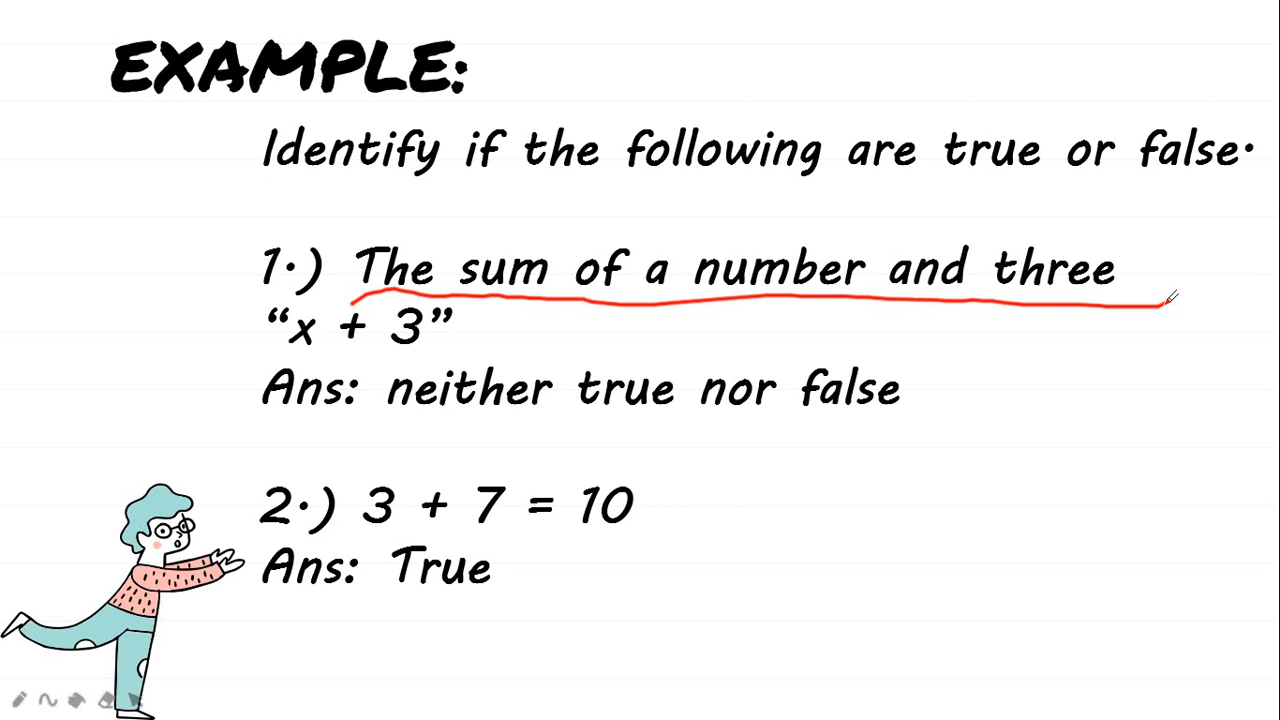 EXAMPLE:
Identify if the following are true or false.
1.) The sum of a number and three
“x + 3”
Ans: neither true nor false
2.) 3 + 7 = 10
Ans: True